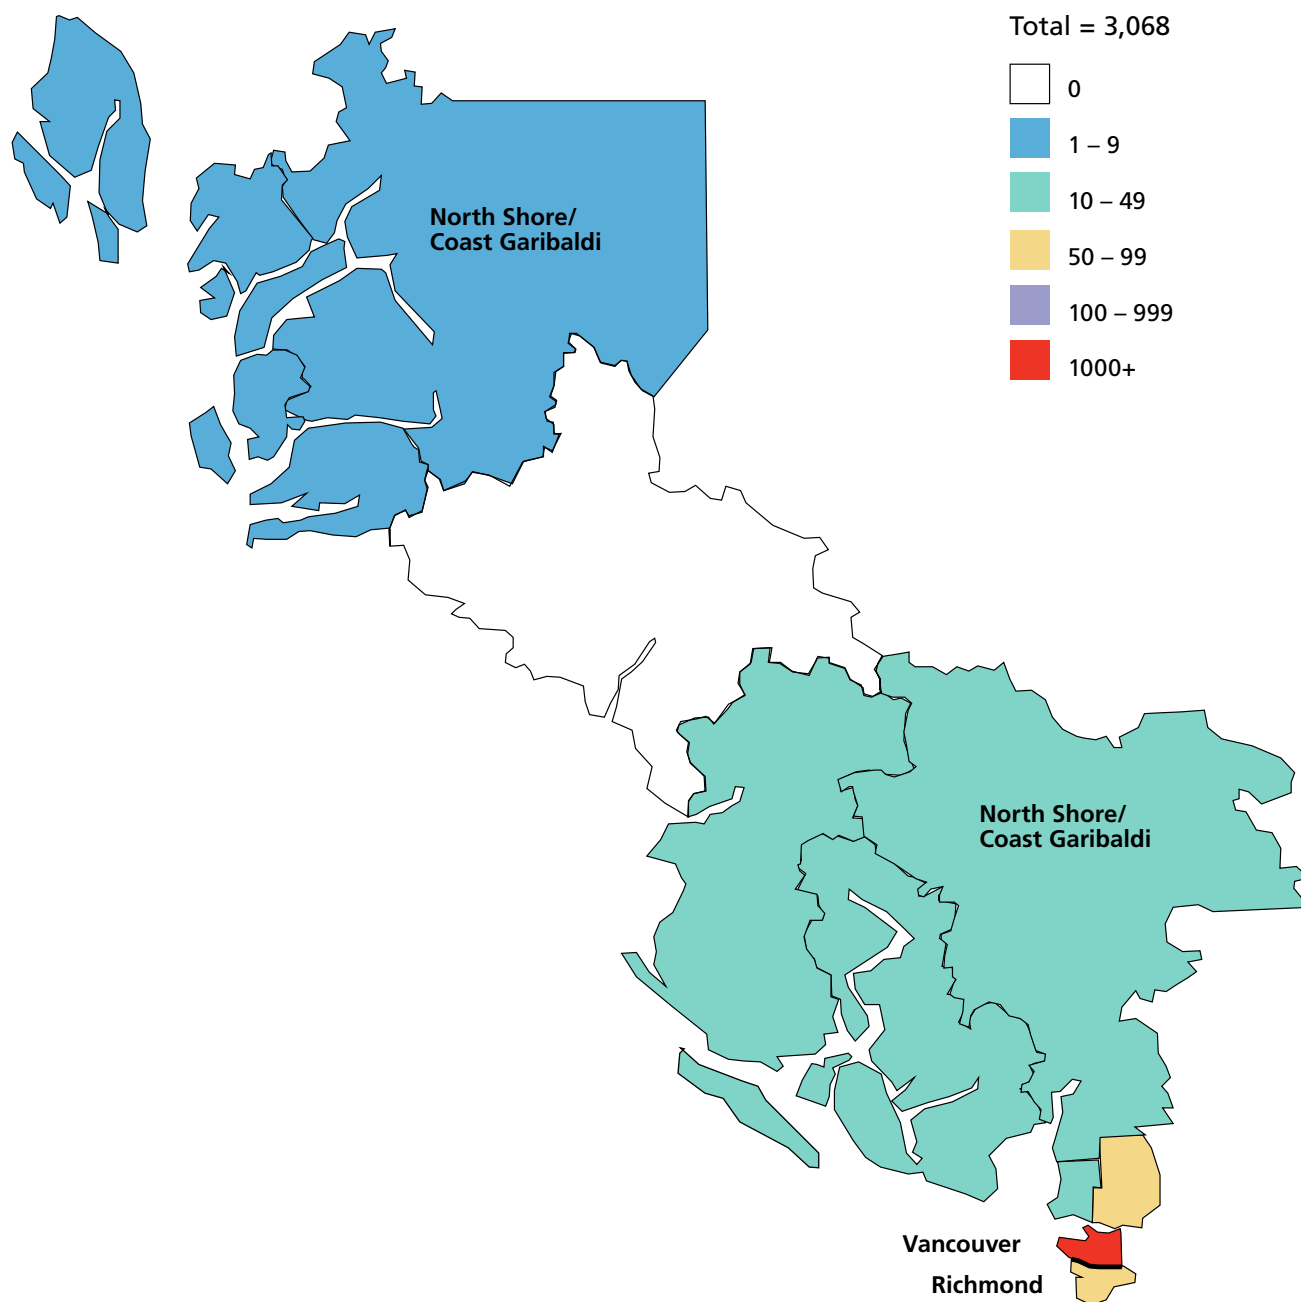 Total = 3,068
0
1 – 9
10 – 49
50 – 99
100 – 999
1000+
North Shore/
Coast Garibaldi
North Shore/
Coast Garibaldi
Vancouver
Richmond